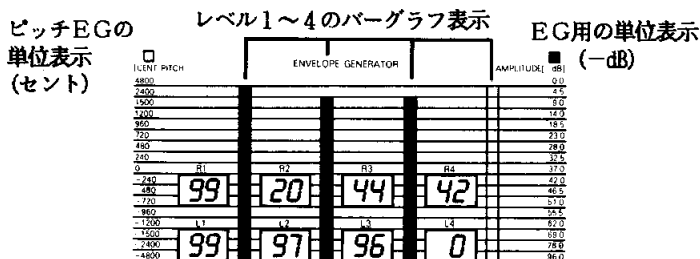 レベル1～4のバーグラフ表示
ピッチEGの
単位表示
(セント)
EG用の単位表示
(−dB)
[CENT PITCH
ENVELOPE GENERATOR
AMPLITUDE[ dB]
4800 0.0
2400 4.5
1500 9.0
1200 14.0
960 18.5
720 23.0
480 28.0
240 32.5
0 R1 R2 R3 R4 37.0
-240 42.0
-480 99 20 44 42 46.5
-720 51.0
-960 55.5
-1200 L1 L2 L3 L4 62.0
-1500 69.0
-2400 99 97 96 0 78.0
-4800 96.0